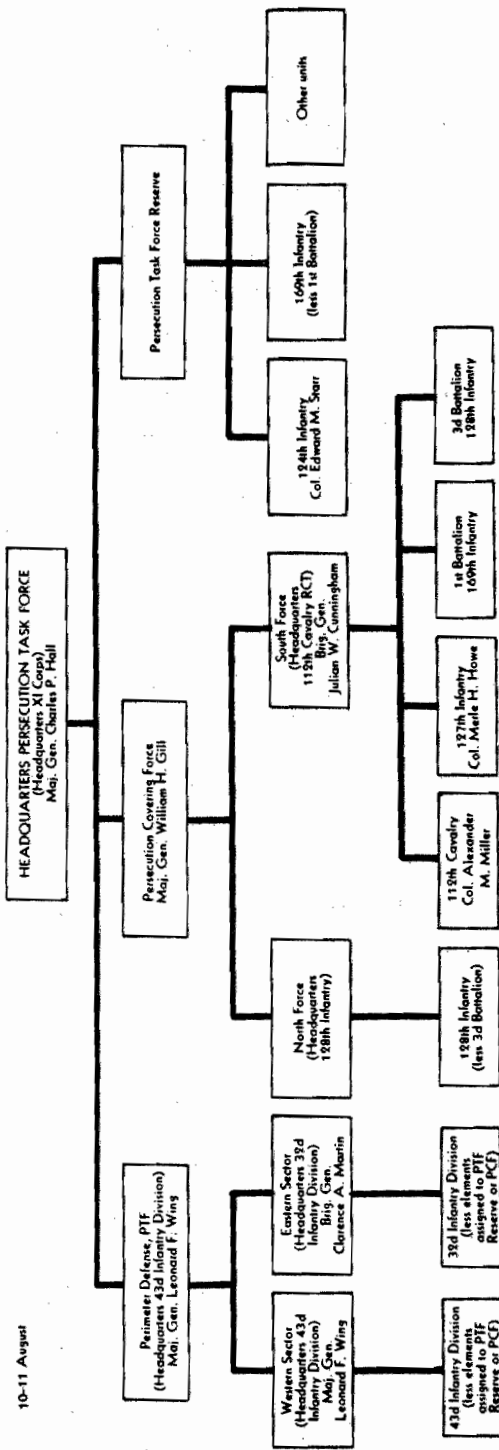 10-11 August
HEADQUARTERS PERSECUTION TASK FORCE
(Headquarters XI Corps)
Maj. Gen. Charles P. Hall
Perimeter Defense, PTF
(Headquarters 43d Infantry Division)
Maj. Gen. Leonard F. Wing
Persecution Covering Force
Maj. Gen. William H. Gill
Persecution Task Force Reserve
Western Sector
(Headquarters 43d
Infantry Division)
Maj. Gen.
Leonard F. Wing
Eastern Sector
(Headquarters 32d
Infantry Division)
Brig. Gen.
Clarence A. Martin
North Force
(Headquarters
128th Infantry)
South Force
(Headquarters
112th Cavalry RCT)
Brig. Gen.
Julian W. Cunningham
124th Infantry
Col. Edward M. Starr
169th Infantry
(less 1st Battalion)
Other units
43d Infantry Division
(less elements
assigned to PTF
Reserve or PCF)
32d Infantry Division
(less elements
assigned to PTF
Reserve or PCF)
128th Infantry
(less 3d Battalion)
112th Cavalry
Col. Alexander
M. Miller
127th Infantry
Col. Merle H. Howe
1st Battalion
169th Infantry
3d Battalion
128th Infantry